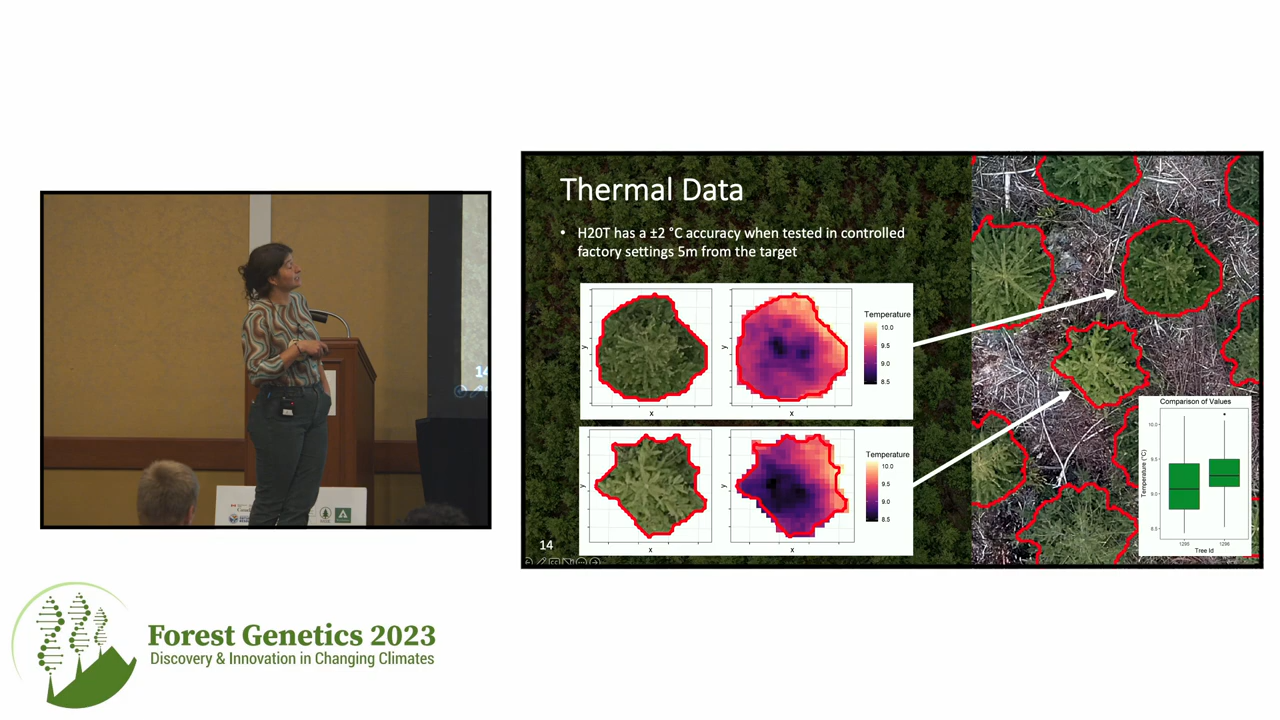 Thermal Data
• H20T has a ±2 °C accuracy when tested in controlled
factory settings 5m from the target
y
x
x
Temperature
10.0
9.5
9.0
8.5
y
x
x
Temperature
10.0
9.5
9.0
8.5
Comparison of Values
Temperature (°C)
10.0
9.5
9.0
8.5
1295
1296
Tree Id
14
14
Forest Genetics 2023
Discovery & Innovation in Changing Climates